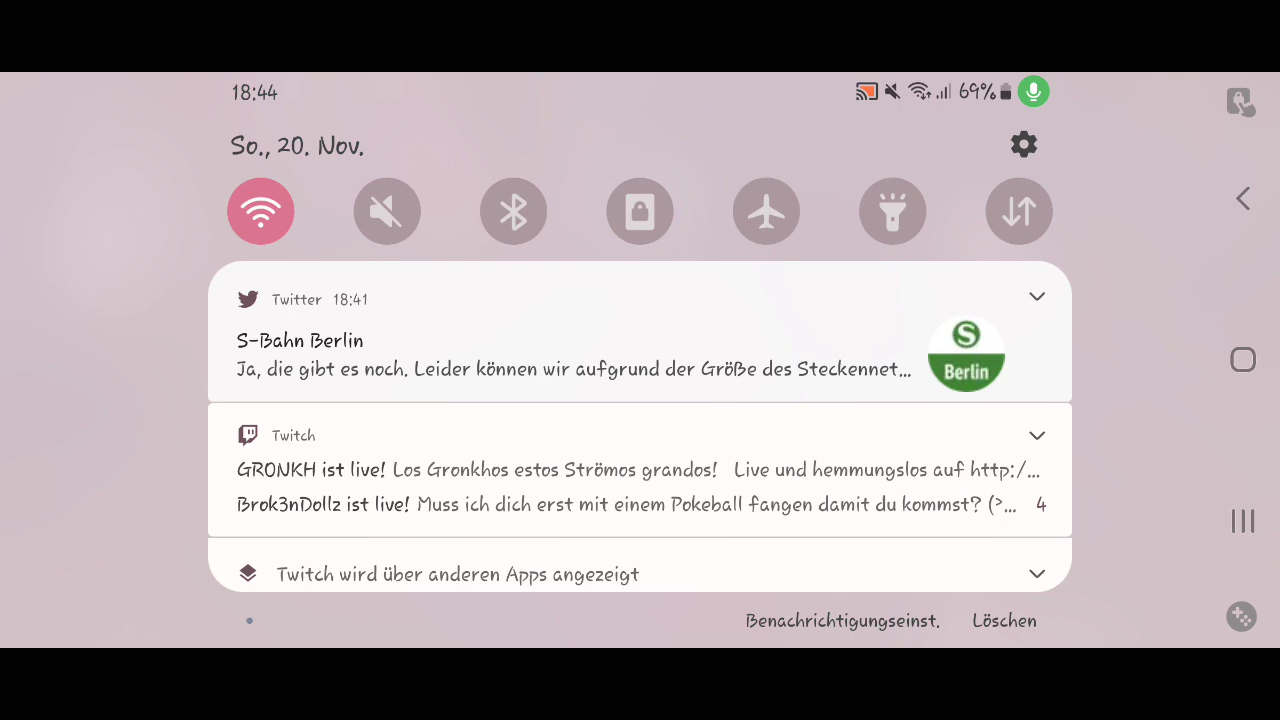 18:44
69%
So., 20. Nov.
Twitter 18:41
S-Bahn Berlin
Ja, die gibt es noch. Leider können wir aufgrund der Größe des Steckennet...
S
Berlin
Twitch
GRONKH ist live! Los Gronkhos estos Strömos grandos! Live und hemmungslos auf http:/...
Brok3nDollz ist live! Muss ich dich erst mit einem Pokeball fangen damit du kommst? (>... 4
Twitch wird über anderen Apps angezeigt
Benachrichtigungseinst. Löschen